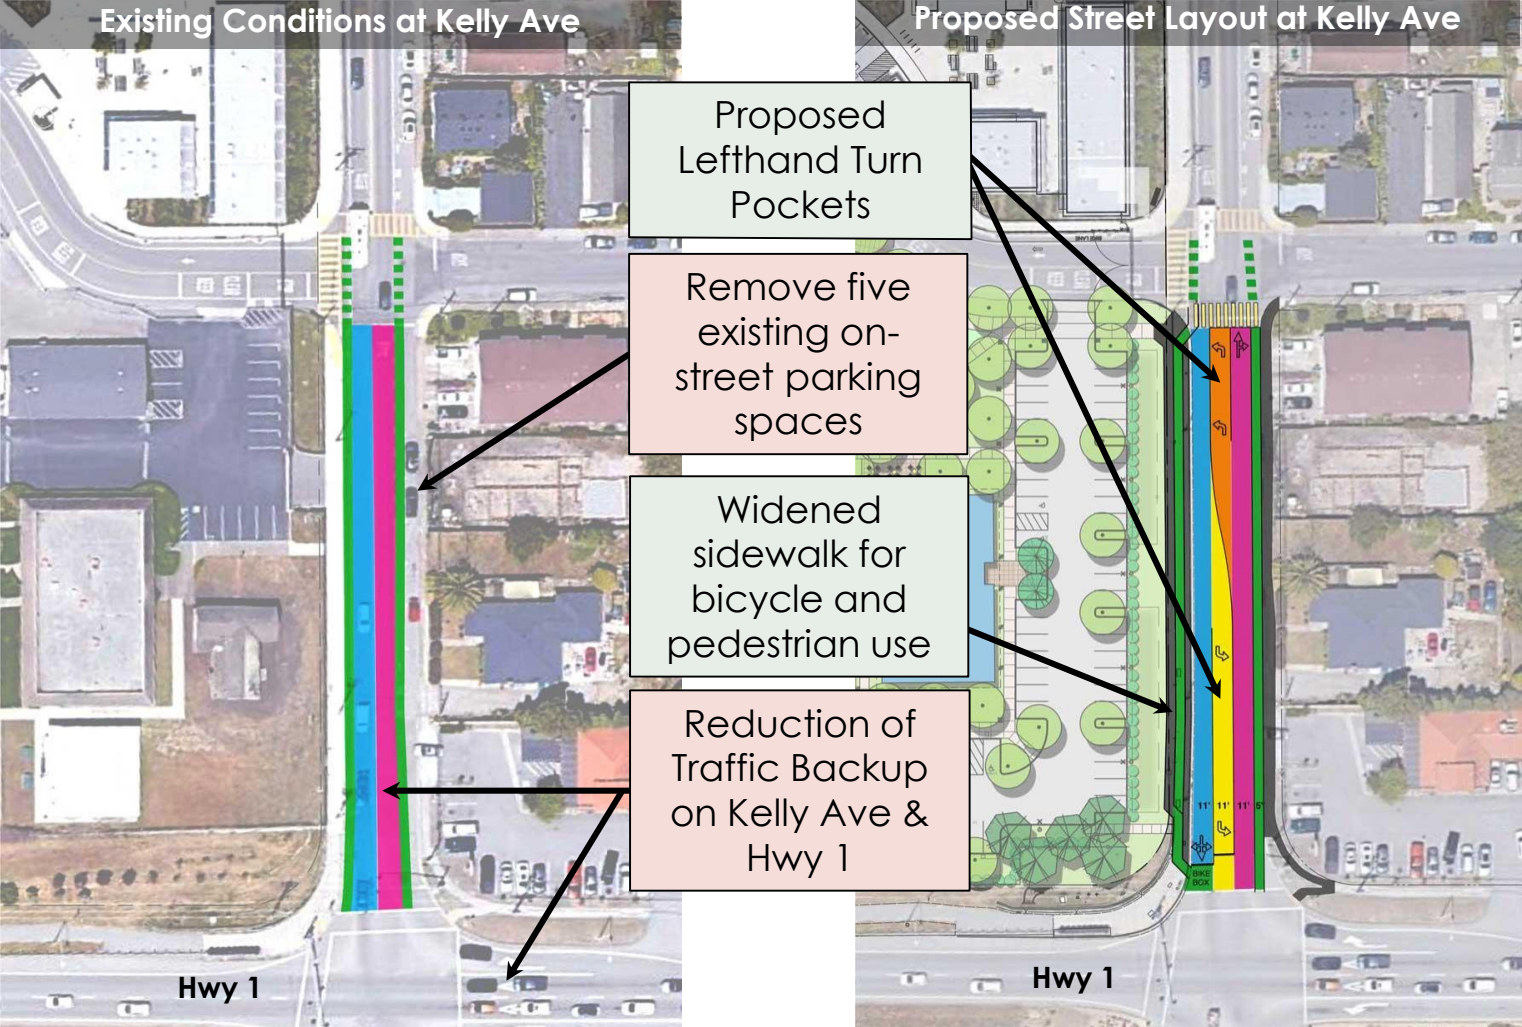 Existing Conditions at Kelly Ave
Proposed Street Layout at Kelly Ave
Proposed
Lefthand Turn
Pockets
Remove five
existing on-
street parking
spaces
Widened
sidewalk for
bicycle and
pedestrian use
Reduction of
Traffic Backup
on Kelly Ave &
Hwy 1
11' 11' 11' 5'
BIKE
BOX
Hwy 1
Hwy 1